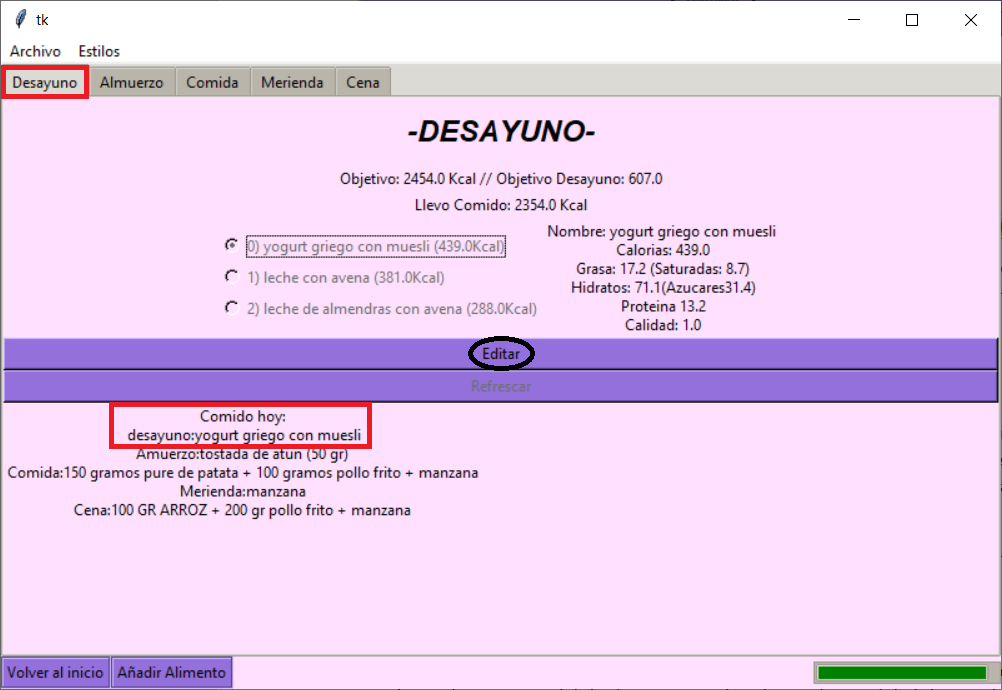 tk
Archivo Estilos
Desayuno Almuerzo Comida Merienda Cena
-DESAYUNO-
Objetivo: 2454.0 Kcal // Objetivo Desayuno: 607.0
Llevo Comido: 2354.0 Kcal
0) yogurt griego con muesli (439.0Kcal)
1) leche con avena (381.0Kcal)
2) leche de almendras con avena (288.0Kcal)
Nombre: yogurt griego con muesli
Calorias: 439.0
Grasa: 17.2 (Saturadas: 8.7)
Hidratos: 71.1(Azucares31.4)
Proteina 13.2
Calidad: 1.0
Editar
Refrescar
Comido hoy:
desayuno:yogurt griego con muesli
Amuerzo:tostada de atun (50 gr)
Comida:150 gramos pure de patata + 100 gramos pollo frito + manzana
Merienda:manzana
Cena:100 GR ARROZ + 200 gr pollo frito + manzana
Volver al inicio Añadir Alimento